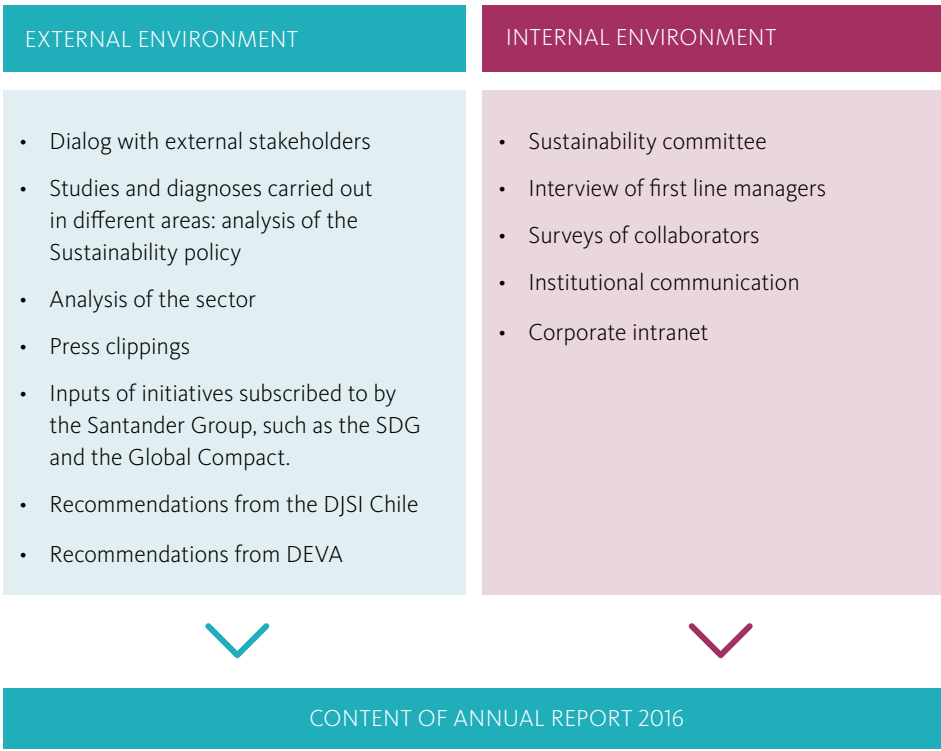 EXTERNAL ENVIRONMENT
• Dialog with external stakeholders
• Studies and diagnoses carried out
in different areas: analysis of the
Sustainability policy
• Analysis of the sector
• Press clippings
• Inputs of initiatives subscribed to by
the Santander Group, such as the SDG
and the Global Compact.
• Recommendations from the DJSI Chile
• Recommendations from DEVA
INTERNAL ENVIRONMENT
• Sustainability committee
• Interview of first line managers
• Surveys of collaborators
• Institutional communication
• Corporate intranet
CONTENT OF ANNUAL REPORT 2016